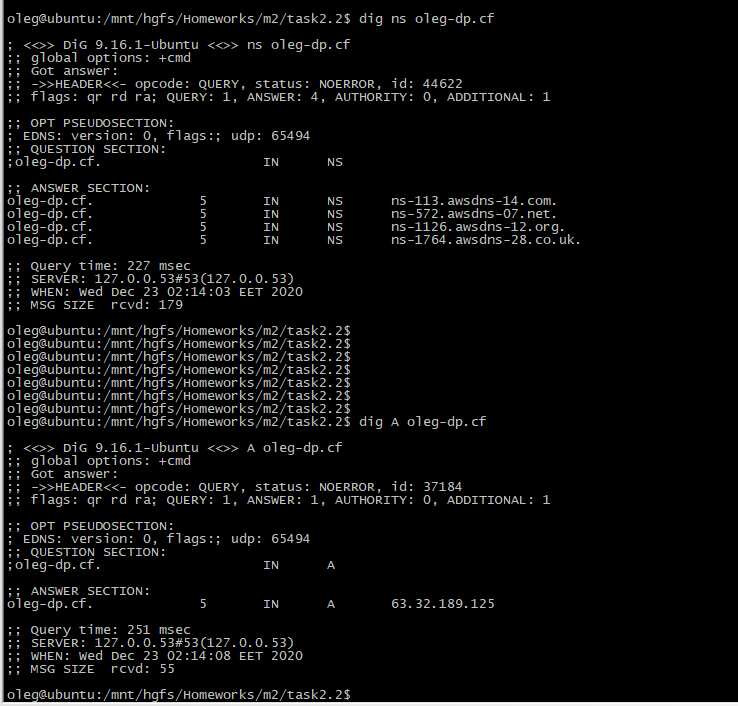 oleg@ubuntu:/mnt/hgfs/Homeworks/m2/task2.2$ dig ns oleg-dp.cf
; <<>> DiG 9.16.1-Ubuntu <<>> ns oleg-dp.cf
;; global options: +cmd
;; Got answer:
;; ->>HEADER<<- opcode: QUERY, status: NOERROR, id: 44622
;; flags: qr rd ra; QUERY: 1, ANSWER: 4, AUTHORITY: 0, ADDITIONAL: 1
;; OPT PSEUDOSECTION:
; EDNS: version: 0, flags:; udp: 65494
;; QUESTION SECTION:
;oleg-dp.cf. IN NS
;; ANSWER SECTION:
oleg-dp.cf. 5 IN NS ns-113.awsdns-14.com.
oleg-dp.cf. 5 IN NS ns-572.awsdns-07.net.
oleg-dp.cf. 5 IN NS ns-1126.awsdns-12.org.
oleg-dp.cf. 5 IN NS ns-1764.awsdns-28.co.uk.
;; Query time: 227 msec
;; SERVER: 127.0.0.53#53(127.0.0.53)
;; WHEN: Wed Dec 23 02:14:03 EET 2020
;; MSG SIZE rcvd: 179
oleg@ubuntu:/mnt/hgfs/Homeworks/m2/task2.2$
oleg@ubuntu:/mnt/hgfs/Homeworks/m2/task2.2$
oleg@ubuntu:/mnt/hgfs/Homeworks/m2/task2.2$
oleg@ubuntu:/mnt/hgfs/Homeworks/m2/task2.2$
oleg@ubuntu:/mnt/hgfs/Homeworks/m2/task2.2$
oleg@ubuntu:/mnt/hgfs/Homeworks/m2/task2.2$
oleg@ubuntu:/mnt/hgfs/Homeworks/m2/task2.2$
oleg@ubuntu:/mnt/hgfs/Homeworks/m2/task2.2$ dig A oleg-dp.cf
; <<>> DiG 9.16.1-Ubuntu <<>> A oleg-dp.cf
;; global options: +cmd
;; Got answer:
;; ->>HEADER<<- opcode: QUERY, status: NOERROR, id: 37184
;; flags: qr rd ra; QUERY: 1, ANSWER: 1, AUTHORITY: 0, ADDITIONAL: 1
;; OPT PSEUDOSECTION:
; EDNS: version: 0, flags:; udp: 65494
;; QUESTION SECTION:
;oleg-dp.cf. IN A
;; ANSWER SECTION:
oleg-dp.cf. 5 IN A 63.32.189.125
;; Query time: 251 msec
;; SERVER: 127.0.0.53#53(127.0.0.53)
;; WHEN: Wed Dec 23 02:14:08 EET 2020
;; MSG SIZE rcvd: 55
oleg@ubuntu:/mnt/hgfs/Homeworks/m2/task2.2$